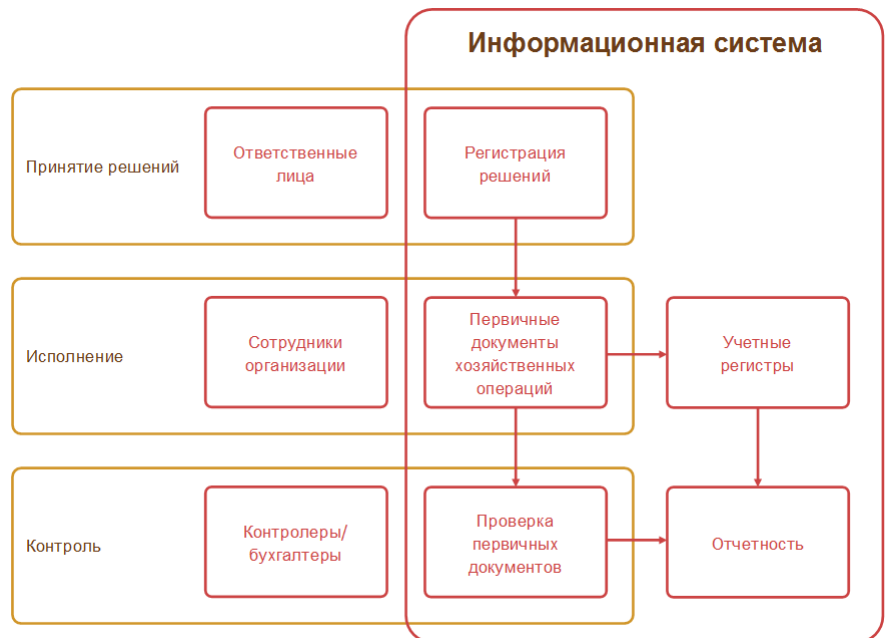 Информационная система
Принятие решений
Ответственные
лица
Регистрация
решений
Исполнение
Сотрудники
организации
Первичные
документы
хозяйственных
операций
Учетные
регистры
Контроль
Контролеры/
бухгалтеры
Проверка
первичных
документов
Отчетность